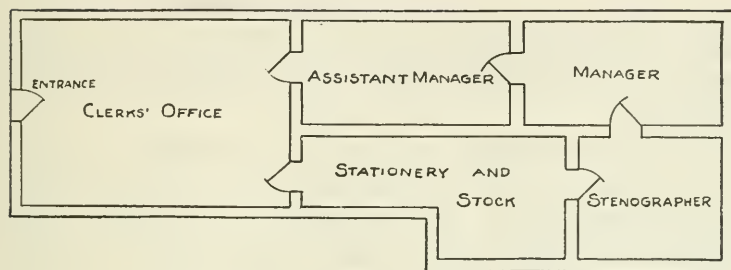 ENTRANCE
CLERKS' OFFICE
ASSISTANT MANAGER
MANAGER
STATIONERY AND
STOCK
STENOGRAPHER